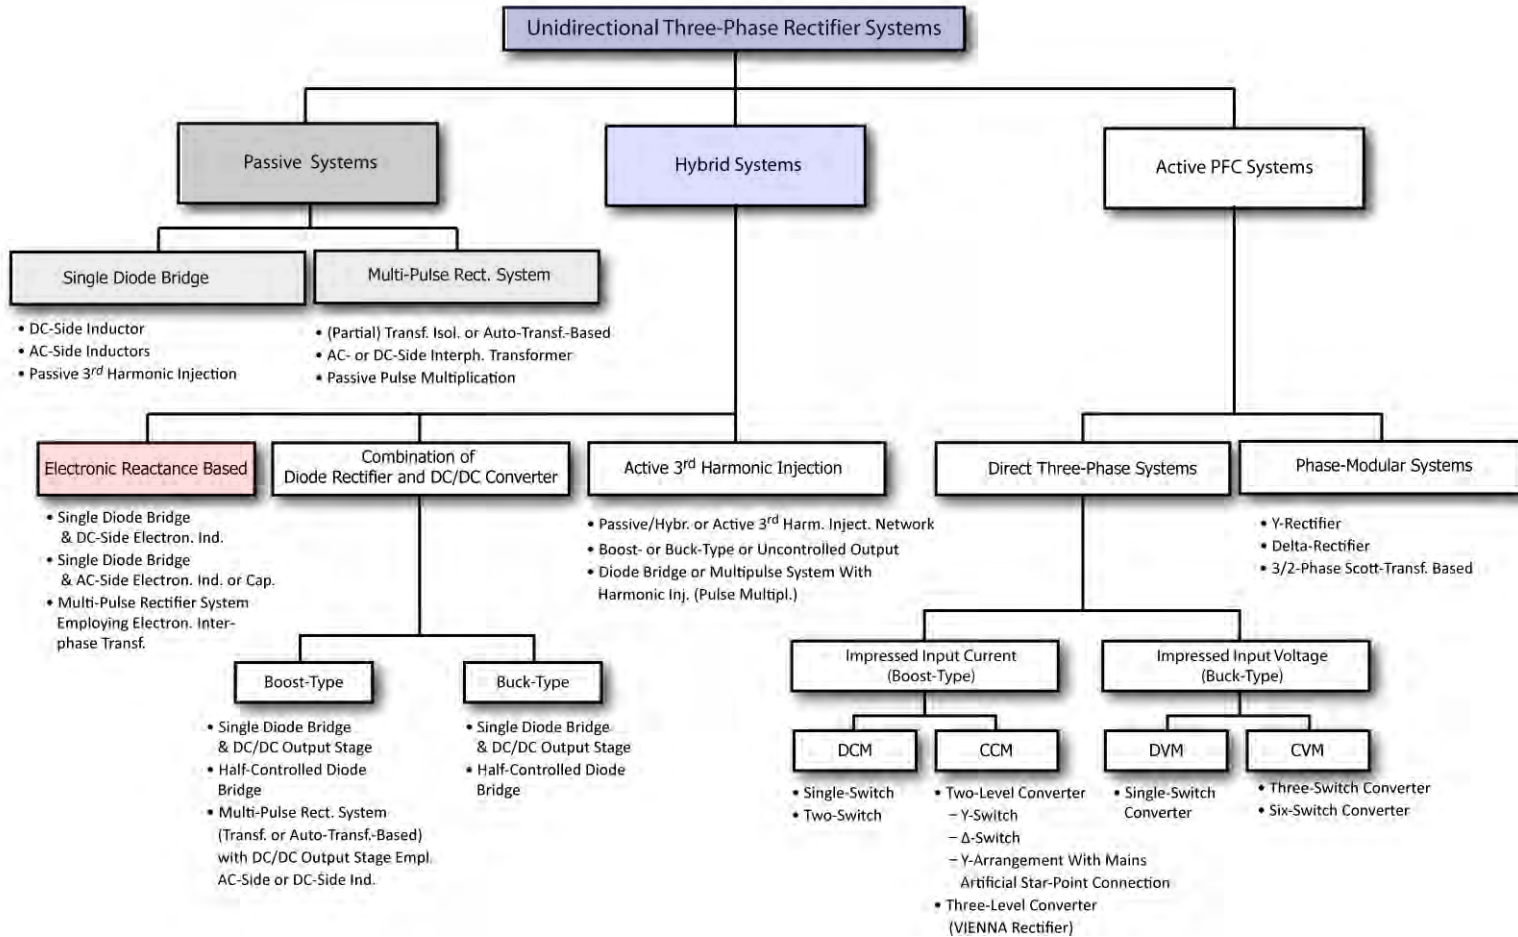 Unidirectional Three-Phase Rectifier Systems
Passive Systems
Hybrid Systems
Active PFC Systems
Single Diode Bridge
Multi-Pulse Rect. System
• DC-Side Inductor
• AC-Side Inductors
• Passive 3rd Harmonic Injection
• (Partial) Transf. Isol. or Auto-Transf.-Based
• AC- or DC-Side Interph. Transformer
• Passive Pulse Multiplication
Electronic Reactance Based
Combination of
Diode Rectifier and DC/DC Converter
Active 3rd Harmonic Injection
Direct Three-Phase Systems
Phase-Modular Systems
• Single Diode Bridge
& DC-Side Electron. Ind.
• Single Diode Bridge
& AC-Side Electron. Ind. or Cap.
• Multi-Pulse Rectifier System
Employing Electron. Inter-
phase Transf.
• Passive/Hybr. or Active 3rd Harm. Inject. Network
• Boost- or Buck-Type or Uncontrolled Output
• Diode Bridge or Multipulse System With
Harmonic Inj. (Pulse Multipl.)
• Y-Rectifier
• Delta-Rectifier
• 3/2-Phase Scott-Transf. Based
Boost-Type
Buck-Type
• Single Diode Bridge
& DC/DC Output Stage
• Half-Controlled Diode
Bridge
• Multi-Pulse Rect. System
(Transf. or Auto-Transf.-Based)
with DC/DC Output Stage Empl.
AC-Side or DC-Side Ind.
• Single Diode Bridge
& DC/DC Output Stage
• Half-Controlled Diode
Bridge
Impressed Input Current
(Boost-Type)
Impressed Input Voltage
(Buck-Type)
DCM
CCM
DVM
CVM
• Single-Switch
• Two-Switch
• Two-Level Converter
– Y-Switch
– Δ-Switch
– Y-Arrangement With Mains
Artificial Star-Point Connection
• Three-Level Converter
(VIENNA Rectifier)
• Single-Switch
Converter
• Three-Switch Converter
• Six-Switch Converter